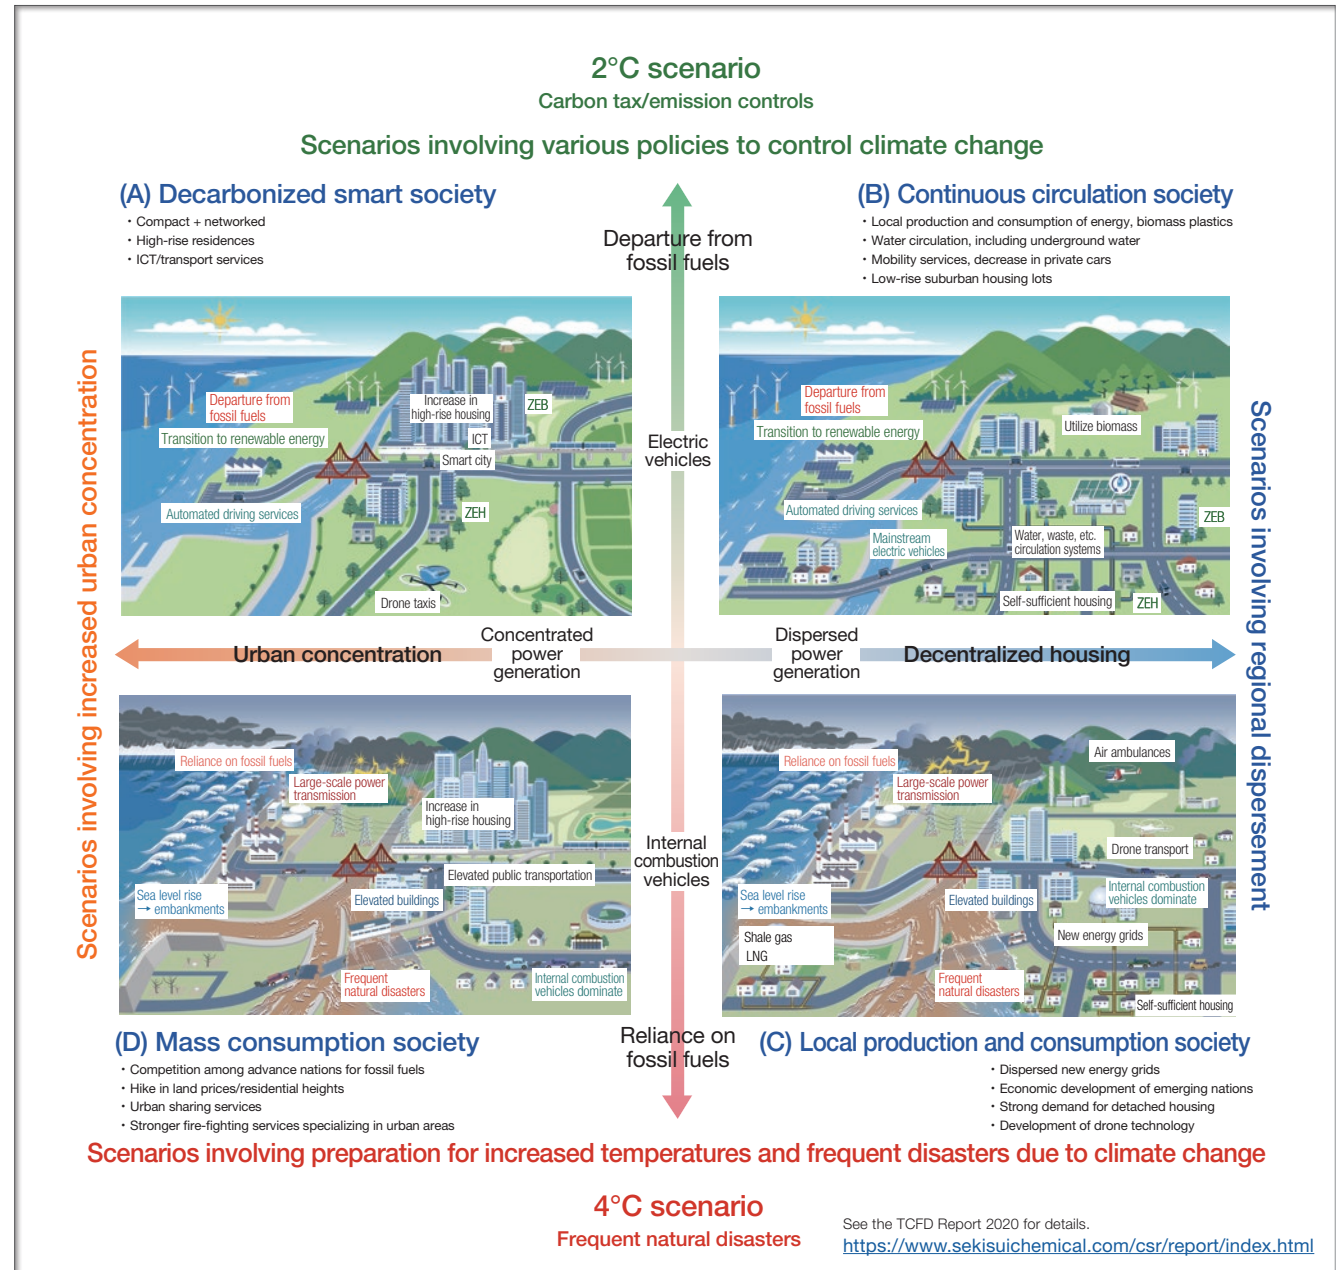 2°C scenario
Carbon tax/emission controls
Scenarios involving various policies to control climate change
(A) Decarbonized smart society
・Compact + networked
・High-rise residences
・ICT/transport services
(B) Continuous circulation society
・Local production and consumption of energy, biomass plastics
・Water circulation, including underground water
・Mobility services, decrease in private cars
・Low-rise suburban housing lots
Departure from
fossil fuels
Scenarios involving increased urban concentration
Departure from
fossil fuels
Transition to renewable energy
Increase in
high-rise housing
ZEB
ICT
Smart city
Automated driving services
ZEH
Drone taxis
Electric
vehicles
Departure from
fossil fuels
Transition to renewable energy
Utilize biomass
Automated driving services
Mainstream
electric vehicles
Water, waste, etc.
circulation systems
ZEB
Self-sufficient housing
ZEH
Scenarios involving regional dispersement
Urban concentration
Concentrated
power
generation
Dispersed
power
generation
Decentralized housing
Reliance on fossil fuels
Large-scale power
transmission
Increase in
high-rise housing
Elevated public transportation
Sea level rise
→ embankments
Elevated buildings
Frequent
natural disasters
Internal combustion
vehicles dominate
Internal
combustion
vehicles
Reliance on fossil fuels
Large-scale power
transmission
Air ambulances
Drone transport
Sea level rise
→ embankments
Elevated buildings
Internal combustion
vehicles dominate
Shale gas
LNG
New energy grids
Frequent
natural disasters
Self-sufficient housing
Reliance on
fossil fuels
(D) Mass consumption society
・Competition among advance nations for fossil fuels
・Hike in land prices/residential heights
・Urban sharing services
・Stronger fire-fighting services specializing in urban areas
(C) Local production and consumption society
・Dispersed new energy grids
・Economic development of emerging nations
・Strong demand for detached housing
・Development of drone technology
Scenarios involving preparation for increased temperatures and frequent disasters due to climate change
4°C scenario
Frequent natural disasters
See the TCFD Report 2020 for details.
https://www.sekisuichemical.com/csr/report/index.html